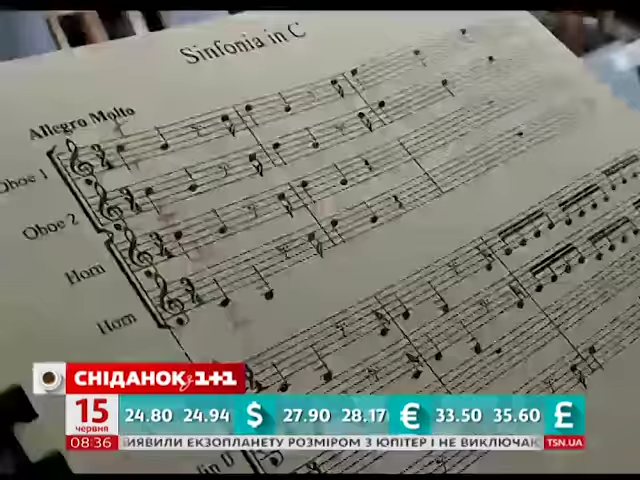 Sinfonia in C
Allegro Molto
Oboe 1
Oboe 2
Horn
Horn
СНІДАНОК з 1+1
15 24.80 24.94 $ 27.90 28.17 € 33.50 35.60 £
червня
08:36 ВИЯВИЛИ ЕКЗОПЛАНЕТУ РОЗМІРОМ З ЮПІТЕР І НЕ ВИКЛЮЧАЮ TSN.UA